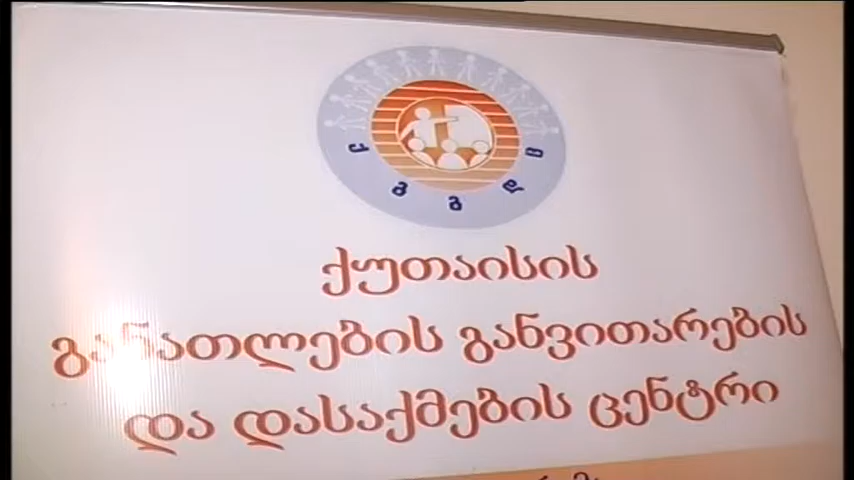 ქ გ გ დ ც
ქუთაისის
განათლების განვითარების
და დასაქმების ცენტრი